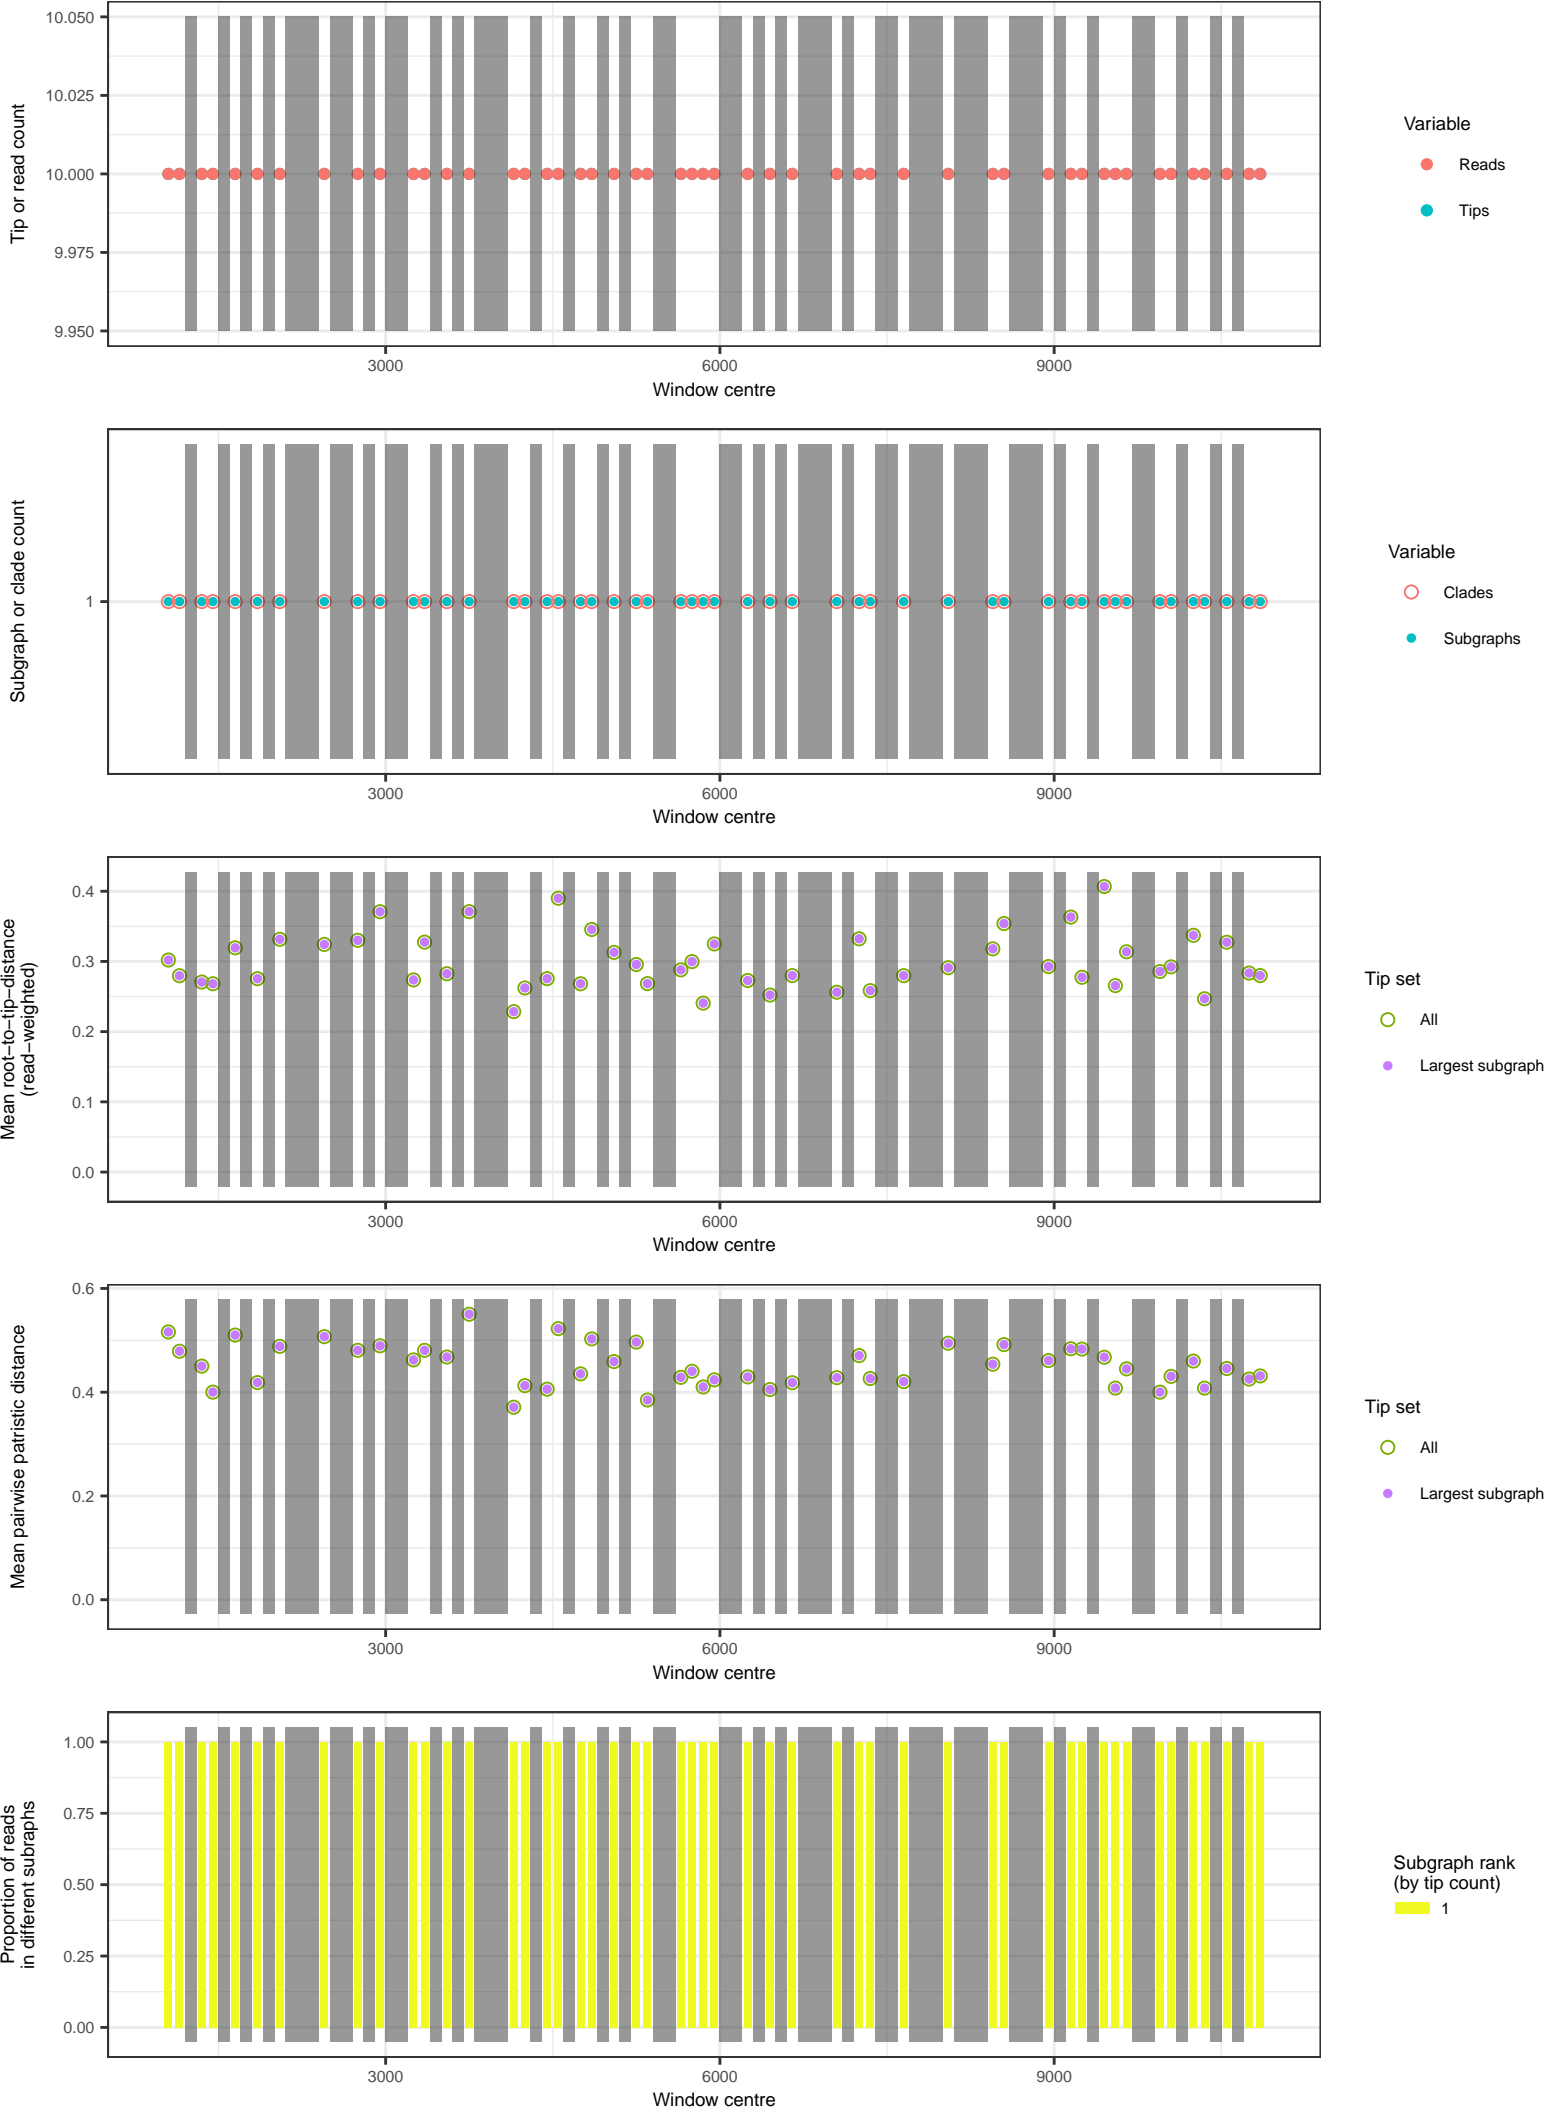 Tip or read count
10.050
10.025
10.000
9.975
9.950
3000
6000
9000
Window centre
Variable
Reads
Tips
Subgraph or clade count
1
3000
6000
9000
Window centre
Variable
Clades
Subgraphs
Mean root−to−tip−distance
(read−weighted)
0.4
0.3
0.2
0.1
0.0
3000
6000
9000
Window centre
Tip set
All
Largest subgraph
Mean pairwise patristic distance
0.6
0.4
0.2
0.0
3000
6000
9000
Window centre
Tip set
All
Largest subgraph
Proportion of reads
in different subraphs
1.00
0.75
0.50
0.25
0.00
3000
6000
9000
Window centre
Subgraph rank
(by tip count)
1